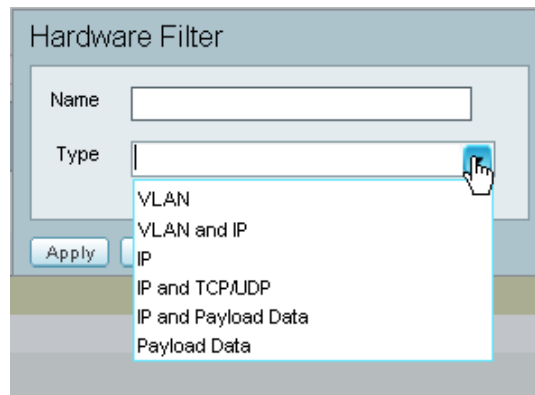 Hardware Filter
Name
Type
VLAN
VLAN and IP
Apply
IP
IP and TCP/UDP
IP and Payload Data
Payload Data